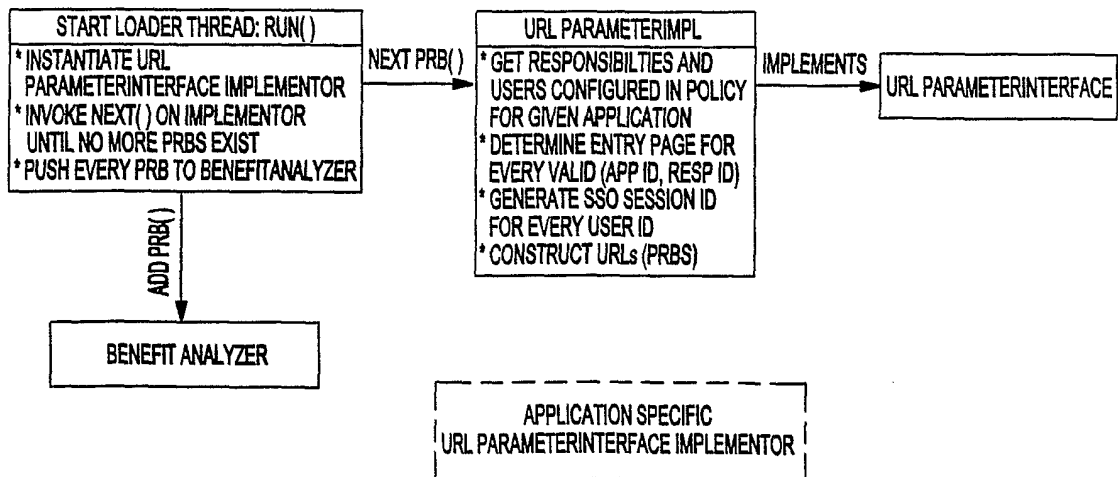 START LOADER THREAD: RUN( )
* INSTANTIATE URL
PARAMETERINTERFACE IMPLEMENTOR
* INVOKE NEXT( ) ON IMPLEMENTOR
UNTIL NO MORE PRBS EXIST
* PUSH EVERY PRB TO BENEFITANALYZER
NEXT PRB( )
URL PARAMETERIMPL
* GET RESPONSIBILTIES AND
USERS CONFIGURED IN POLICY
FOR GIVEN APPLICATION
* DETERMINE ENTRY PAGE FOR
EVERY VALID (APP ID, RESP ID)
* GENERATE SSO SESSION ID
FOR EVERY USER ID
* CONSTRUCT URLs (PRBS)
IMPLEMENTS
URL PARAMETERINTERFACE
ADD PRB( )
BENEFIT ANALYZER
APPLICATION SPECIFIC
URL PARAMETERINTERFACE IMPLEMENTOR